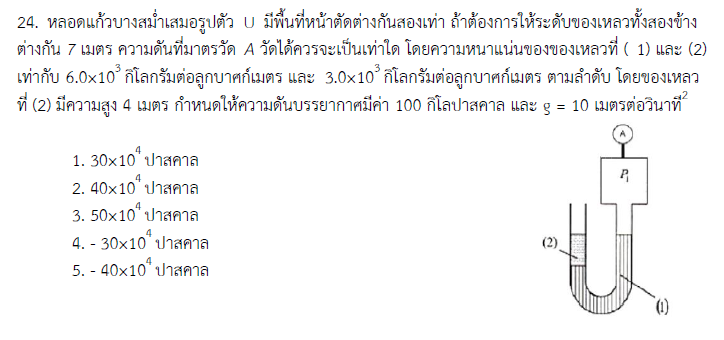 24. หลอดแก้วบางสม่ำเสมอรูปตัว U มีพื้นที่หน้าตัดต่างกันสองเท่า ถ้าต้องการให้ระดับของเหลวทั้งสองข้าง
ต่างกัน 7 เมตร ความดันที่มาตรวัด A วัดได้ควรจะเป็นเท่าใด โดยความหนาแน่นของของเหลวที่ ( 1) และ (2)
เท่ากับ 6.0×10³ กิโลกรัมต่อลูกบาศก์เมตร และ 3.0×10³ กิโลกรัมต่อลูกบาศก์เมตร ตามลำดับ โดยของเหลว
ที่ (2) มีความสูง 4 เมตร กำหนดให้ความดันบรรยากาศมีค่า 100 กิโลปาสคาล และ g = 10 เมตรต่อวินาที²
1. 30×10⁴ ปาสคาล
2. 40×10⁴ ปาสคาล
3. 50×10⁴ ปาสคาล
4. - 30×10⁴ ปาสคาล
5. - 40×10⁴ ปาสคาล
A
P₁
(2)
(1)